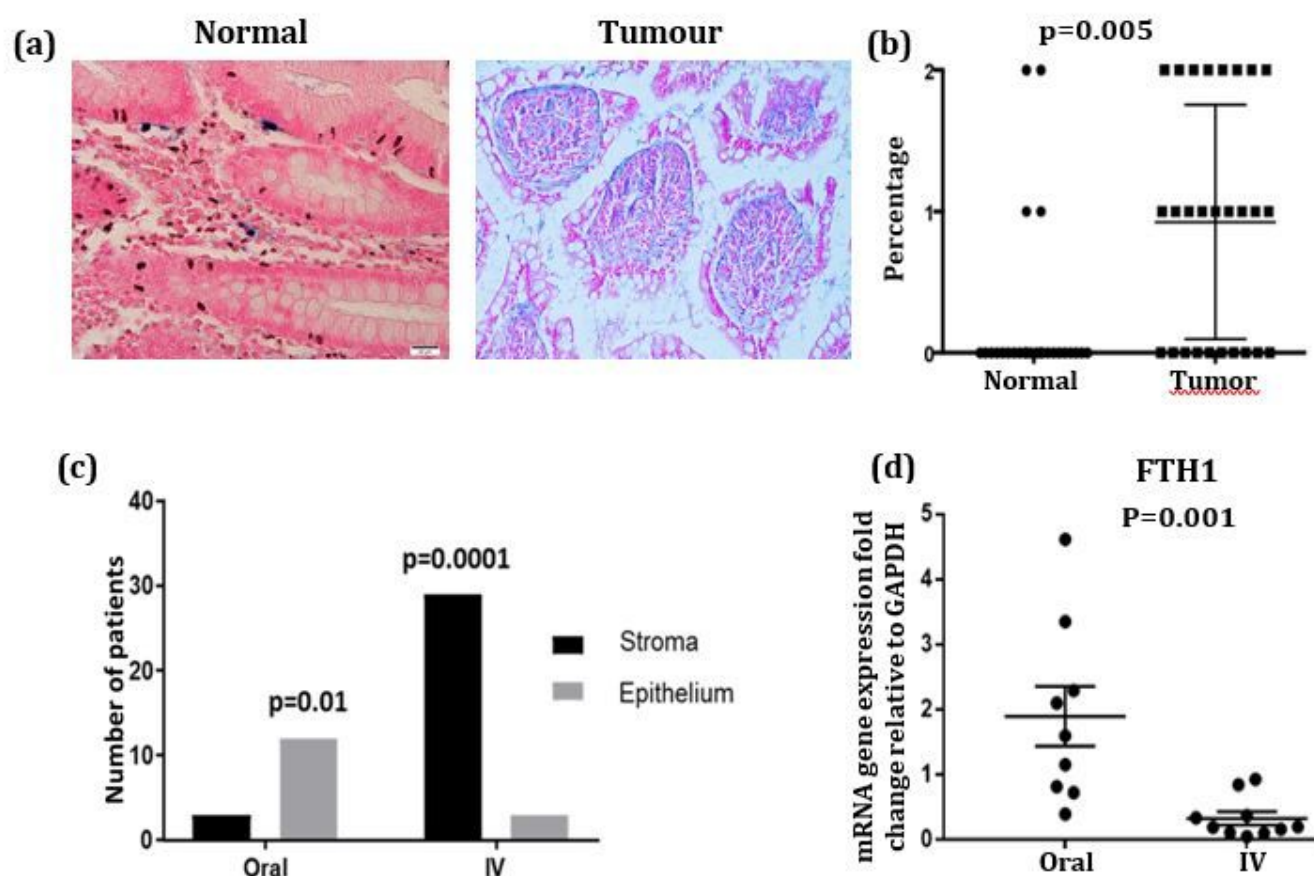 (a)
Normal
Tumour
(b)
p=0.005
Percentage
2
1
0
Normal
Tumor
(c)
Number of patients
40
30
20
10
0
p=0.01
p=0.0001
Stroma
Epithelium
Oral
IV
(d)
FTH1
P=0.001
mRNA gene expression fold
change relative to GAPDH
5
4
3
2
1
0
Oral
IV